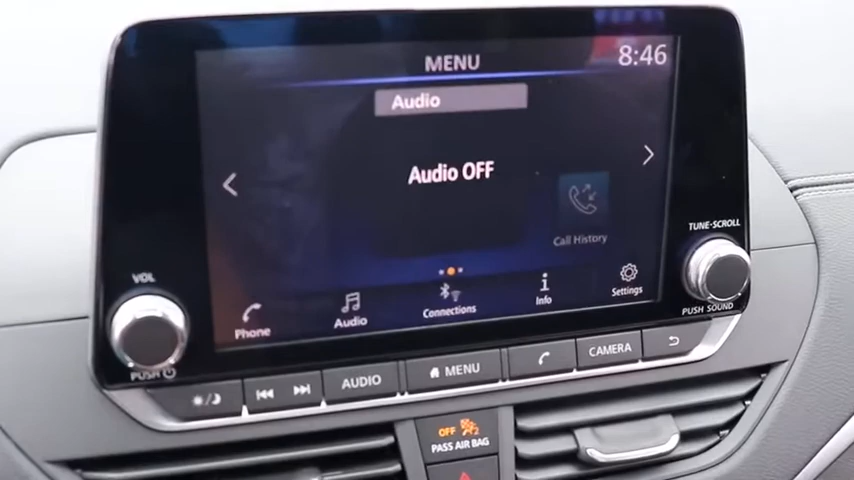 MENU
8:46
Audio
Audio OFF
Call History
TUNE·SCROLL
VOL
Phone
Audio
Connections
Info
Settings
PUSH SOUND
PUSH
AUDIO
MENU
CAMERA
OFF
PASS AIR BAG